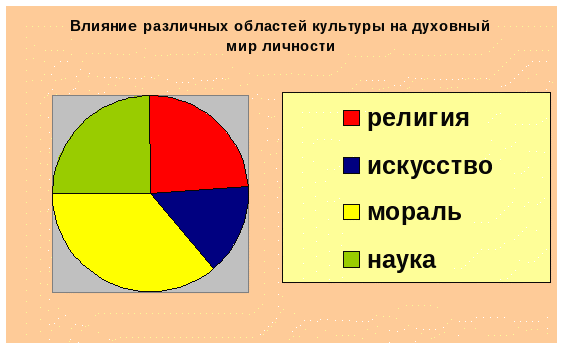 Влияние различных областей культуры на духовный
мир личности
религия
искусство
мораль
наука